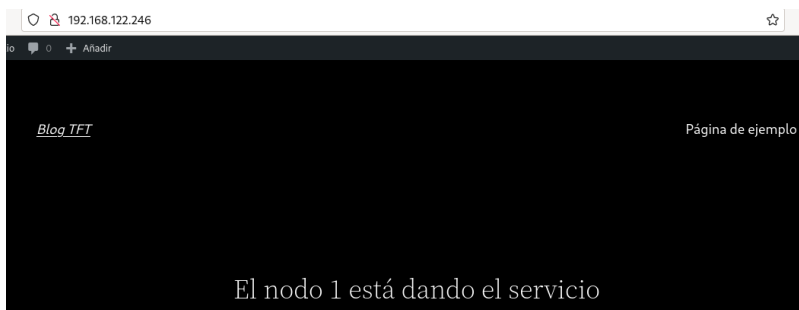 192.168.122.246
io 0 + Añadir
Blog TFT
Página de ejemplo
El nodo 1 está dando el servicio